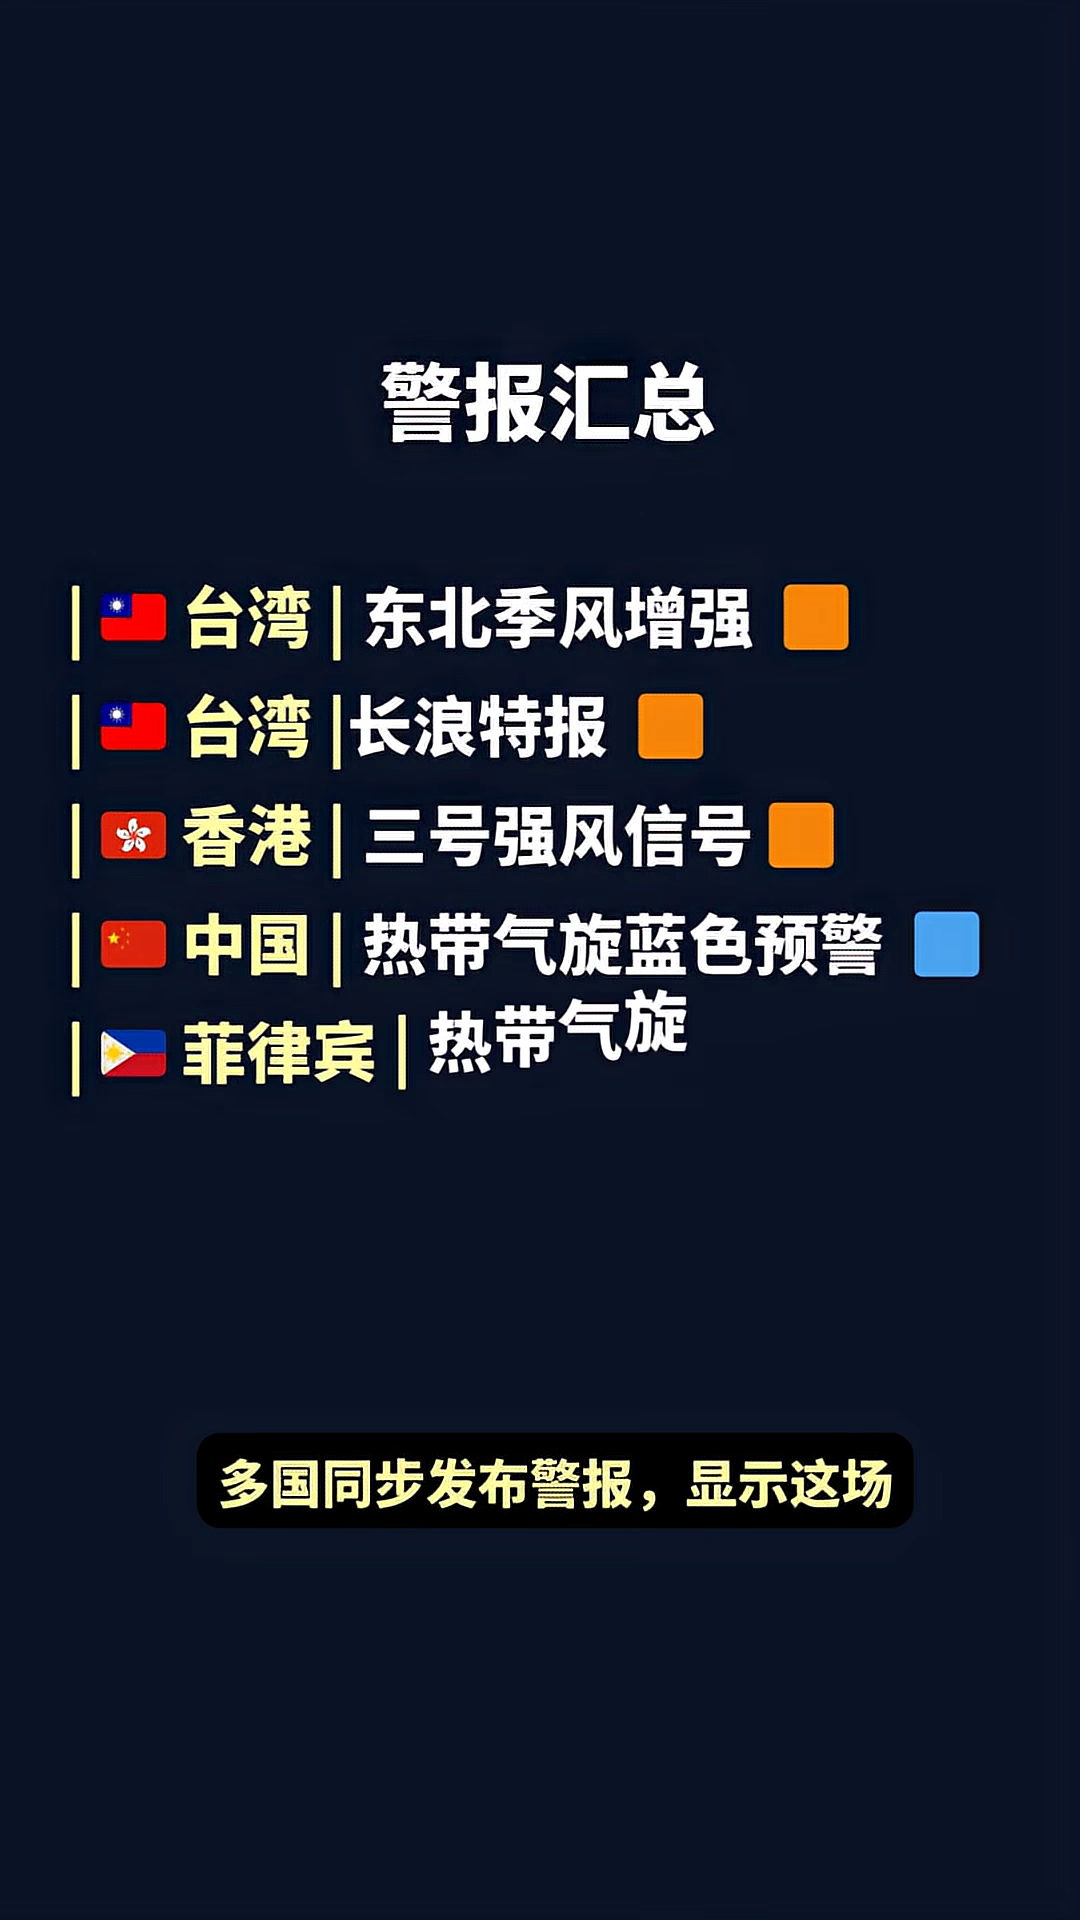 警报汇总
| 台湾 | 东北季风增强
| 台湾 |长浪特报
| 香港 | 三号强风信号
| 中国 | 热带气旋蓝色预警
| 菲律宾 | 热带气旋
多国同步发布警报，显示这场